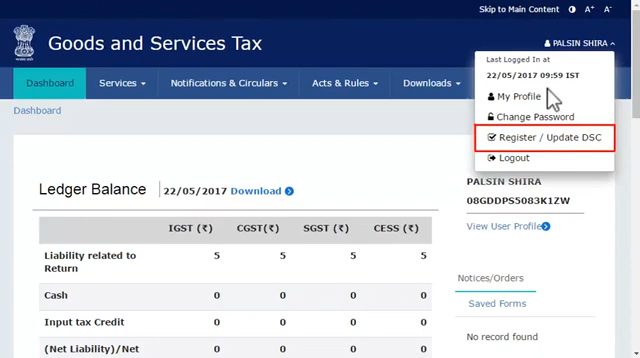 Skip to Main Content A+ A-
Goods and Services Tax
PALSIN SHIRA
Last Logged In at
22/05/2017 09:59 IST
My Profile
Change Password
Register / Update DSC
Logout
Dashboard Services Notifications & Circulars Acts & Rules Downloads
Dashboard
PALSIN SHIRA
08GDDPS5083K1ZW
View User Profile
Ledger Balance 22/05/2017 Download
IGST (₹) CGST(₹) SGST (₹) CESS (₹)
Liability related to
Return 5 5 5 5
Cash 0 0 0 0
Input tax Credit 0 0 0 0
(Net Liability)/Net 0 0 0 0
Notices/Orders
Saved Forms
No record found